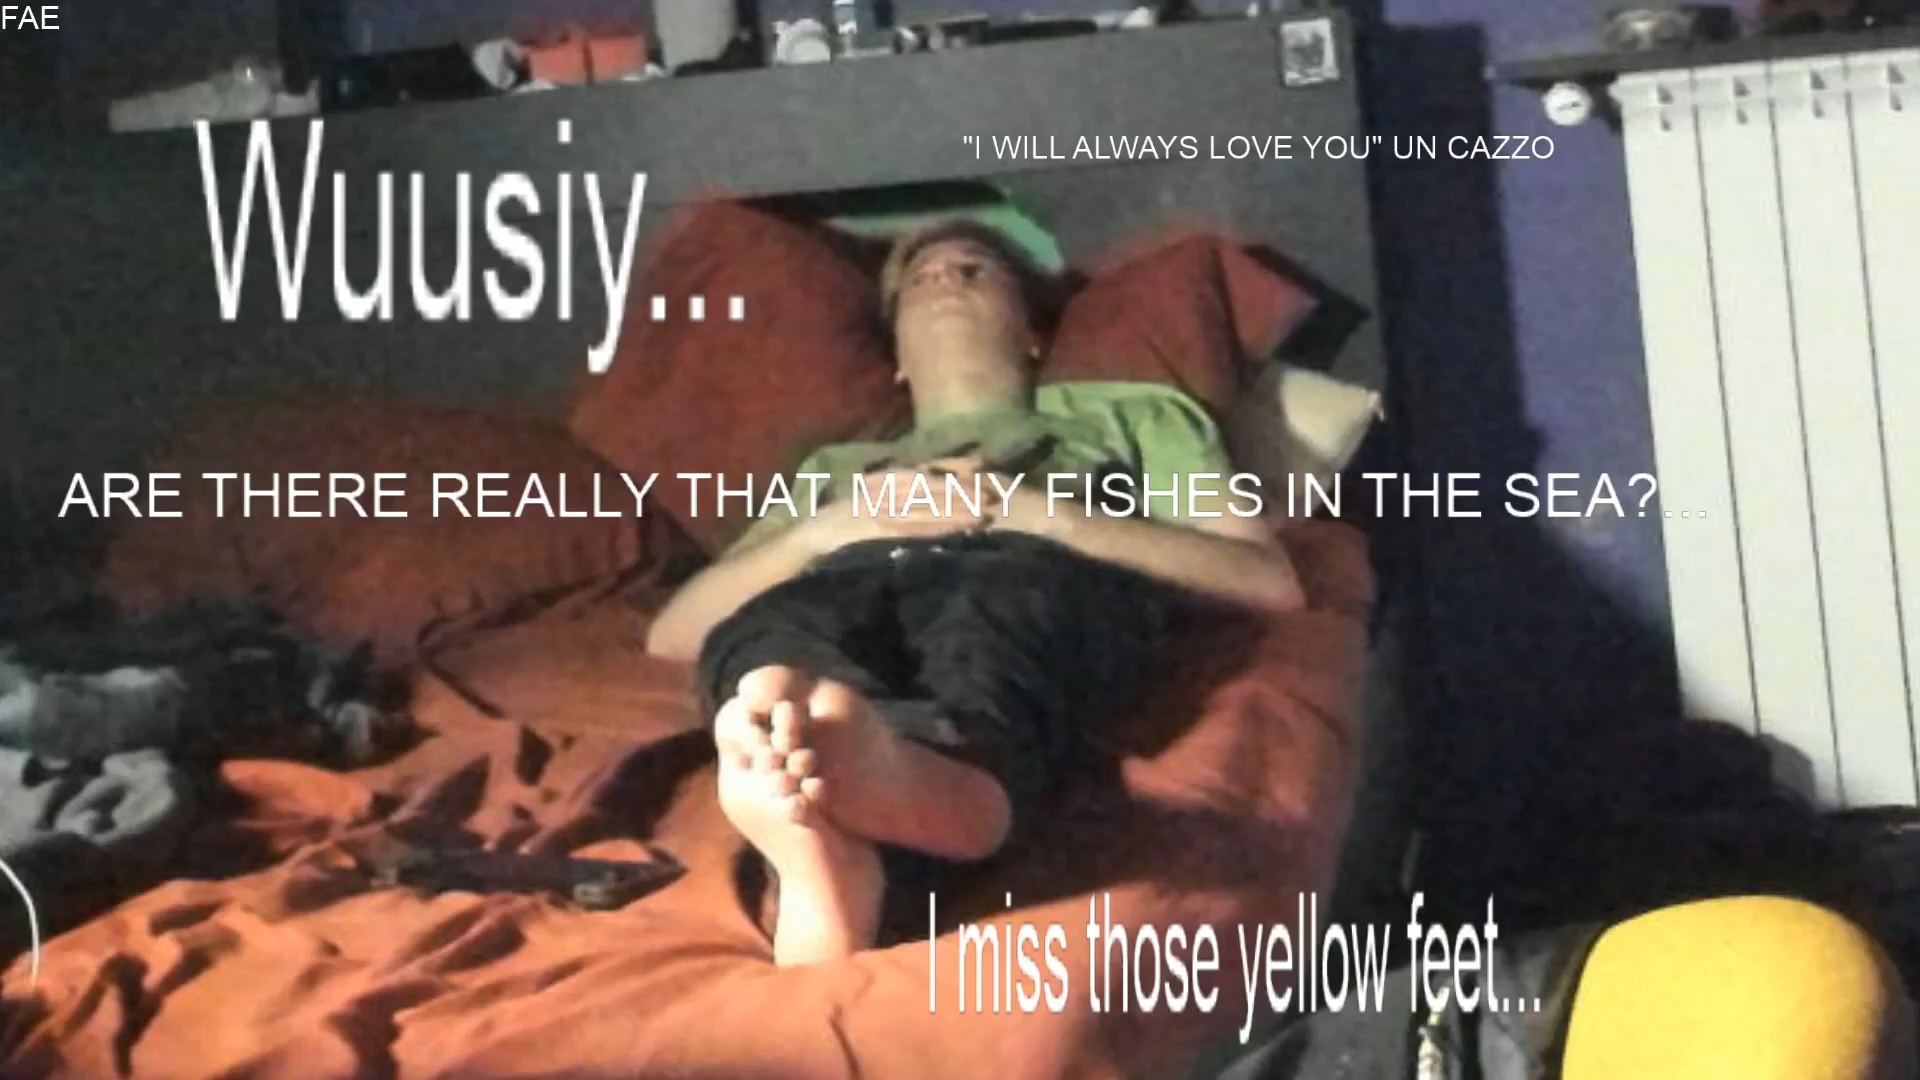 FAE
"I WILL ALWAYS LOVE YOU" UN CAZZO
Wuusiy...
ARE THERE REALLY THAT MANY FISHES IN THE SEA?...
I miss those yellow feet...